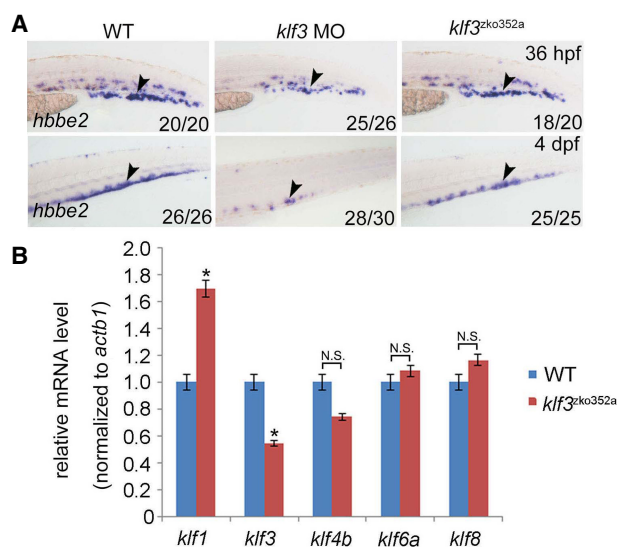 A
WT
klf3 MO
klf3zko352a
36 hpf
hbbe2
20/20
25/26
18/20
4 dpf
hbbe2
26/26
28/30
25/25
B
relative mRNA level
(normalized to actb1)
2.0
1.8
1.6
1.4
1.2
1.0
0.8
0.6
0.4
0.2
0
*
*
N.S.
N.S.
N.S.
WT
klf3zko352a
klf1
klf3
klf4b
klf6a
klf8